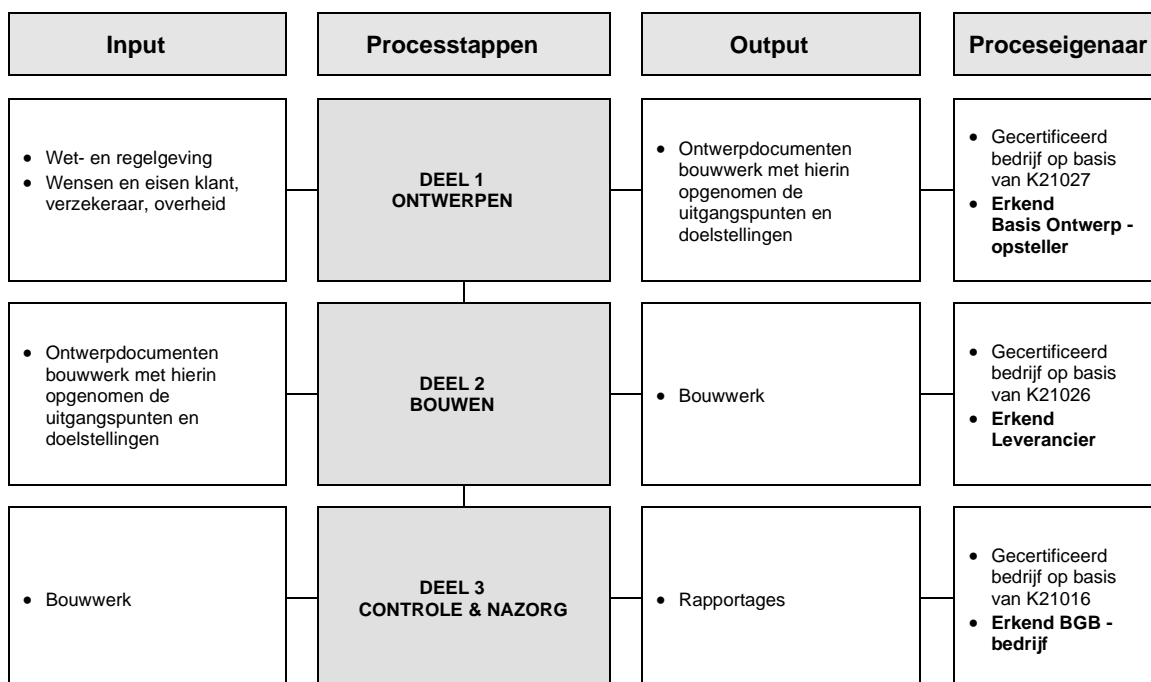 Input
Processtappen
Output
Proceseigenaar
• Wet- en regelgeving
• Wensen en eisen klant,
verzekeraar, overheid
DEEL 1
ONTWERPEN
• Ontwerpdocumenten
bouwwerk met hierin
opgenomen de
uitgangspunten en
doelstellingen
• Gecertificeerd
bedrijf op basis
van K21027
• Erkend
Basis Ontwerp -
opsteller
• Ontwerpdocumenten
bouwwerk met hierin
opgenomen de
uitgangspunten en
doelstellingen
DEEL 2
BOUWEN
• Bouwwerk
• Gecertificeerd
bedrijf op basis
van K21026
• Erkend
Leverancier
• Bouwwerk
DEEL 3
CONTROLE & NAZORG
• Rapportages
• Gecertificeerd
bedrijf op basis
van K21016
• Erkend BGB -
bedrijf